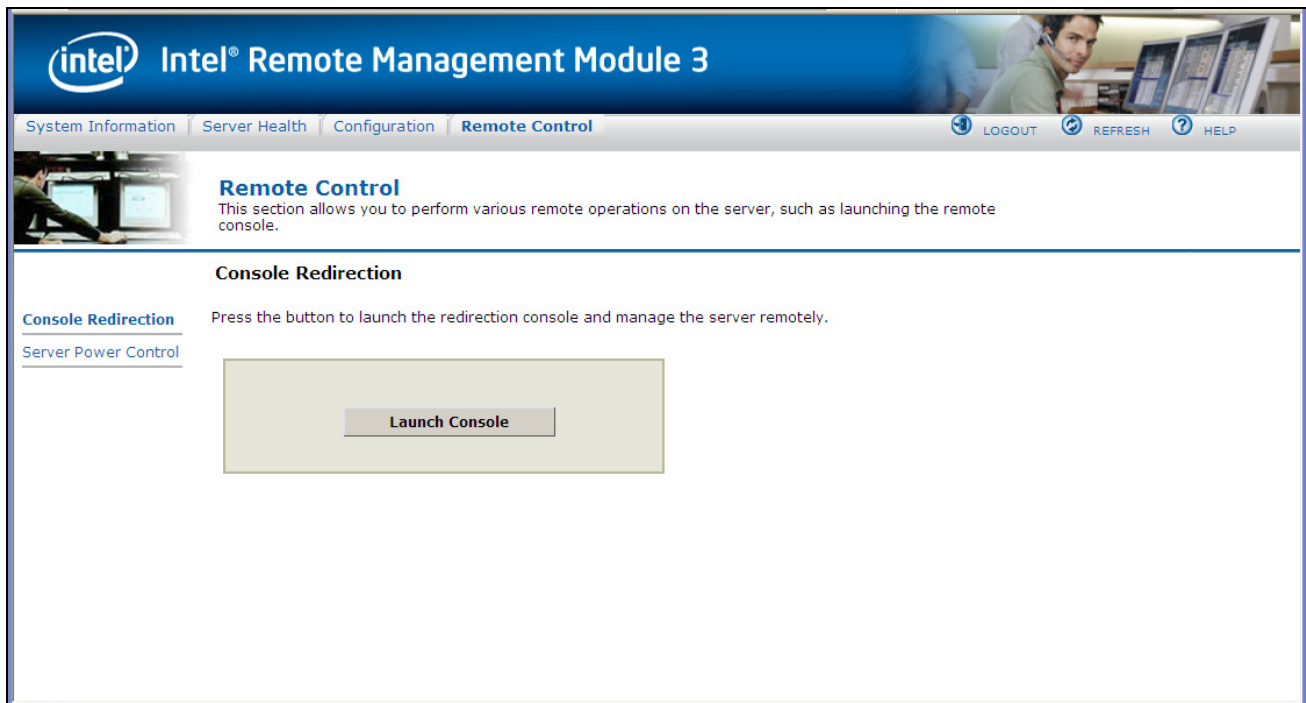 intel Intel® Remote Management Module 3
System Information Server Health Configuration Remote Control LOGOUT REFRESH ? HELP
Remote Control
This section allows you to perform various remote operations on the server, such as launching the remote
console.
Console Redirection
Console Redirection
Server Power Control
Press the button to launch the redirection console and manage the server remotely.
Launch Console